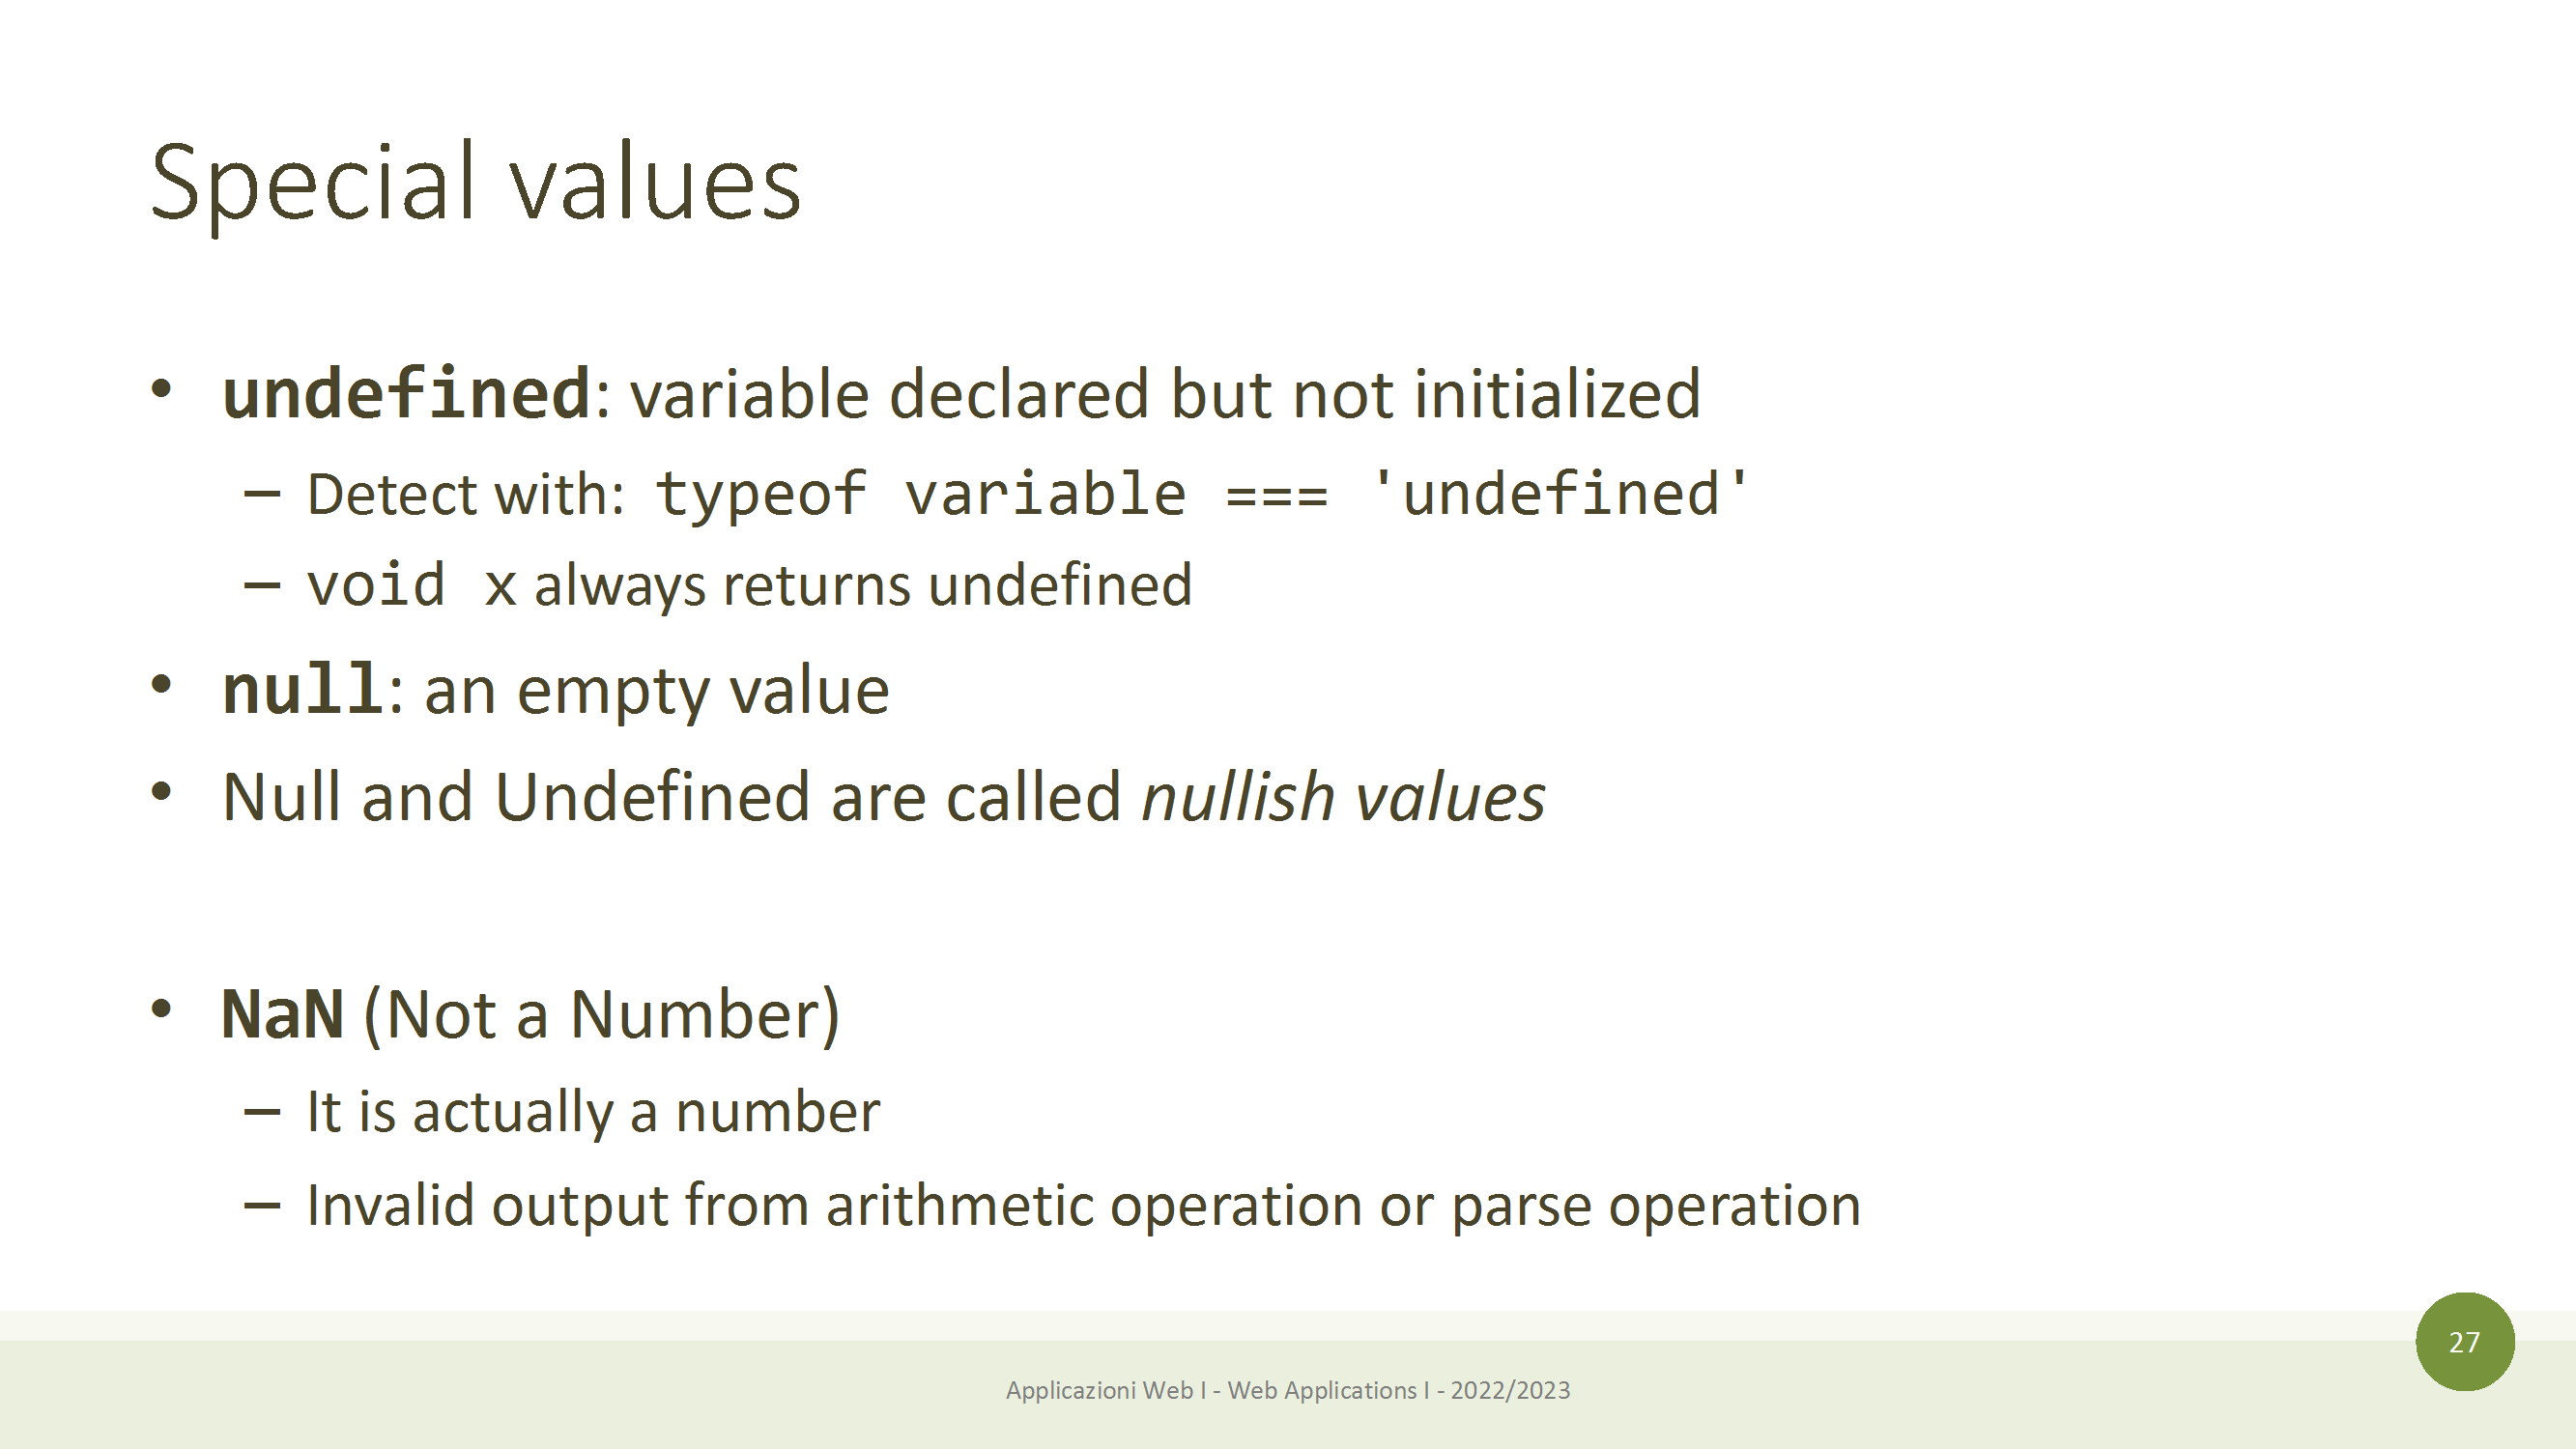 Special values
• undefined: variable declared but not initialized
– Detect with: typeof variable === 'undefined'
– void x always returns undefined
• null: an empty value
• Null and Undefined are called nullish values
• NaN (Not a Number)
– It is actually a number
– Invalid output from arithmetic operation or parse operation
27
Applicazioni Web I - Web Applications I - 2022/2023